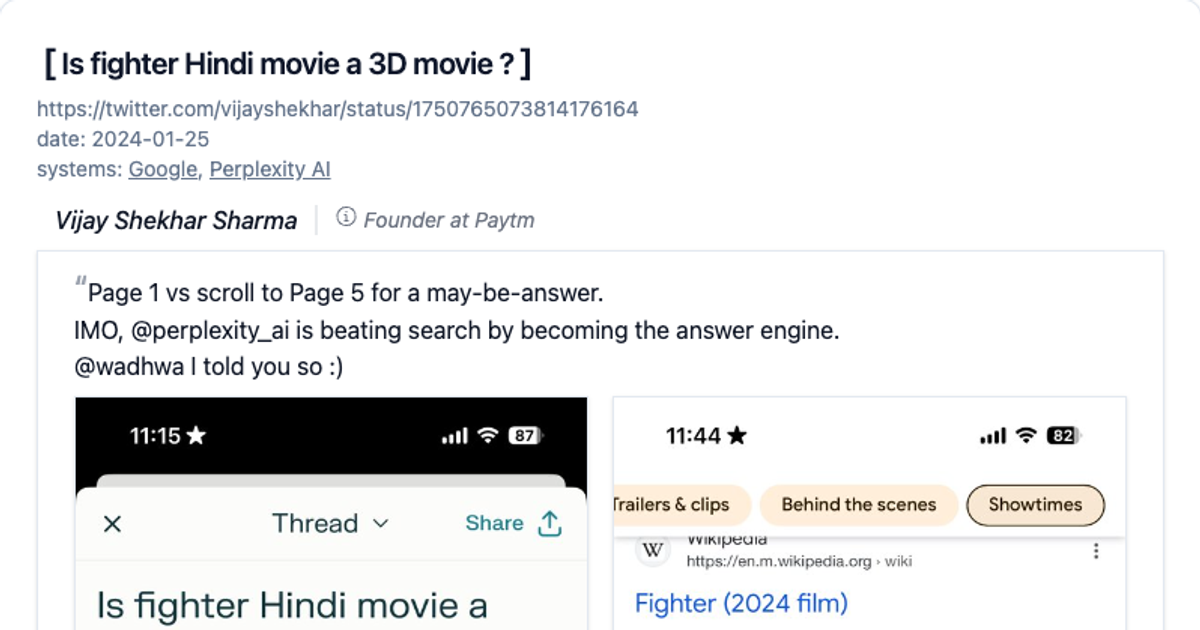 [ Is fighter Hindi movie a 3D movie ? ]
https://twitter.com/vijayshekhar/status/1750765073814176164
date: 2024-01-25
systems: Google, Perplexity AI
Vijay Shekhar Sharma | Founder at Paytm
"Page 1 vs scroll to Page 5 for a may-be-answer.
IMO, @perplexity_ai is beating search by becoming the answer engine.
@wadhwa I told you so :)
11:15 87
Thread
Share
Is fighter Hindi movie a
11:44 82
Trailers & clips Behind the scenes Showtimes
W Wikipedia
https://en.m.wikipedia.org › wiki
Fighter (2024 film)